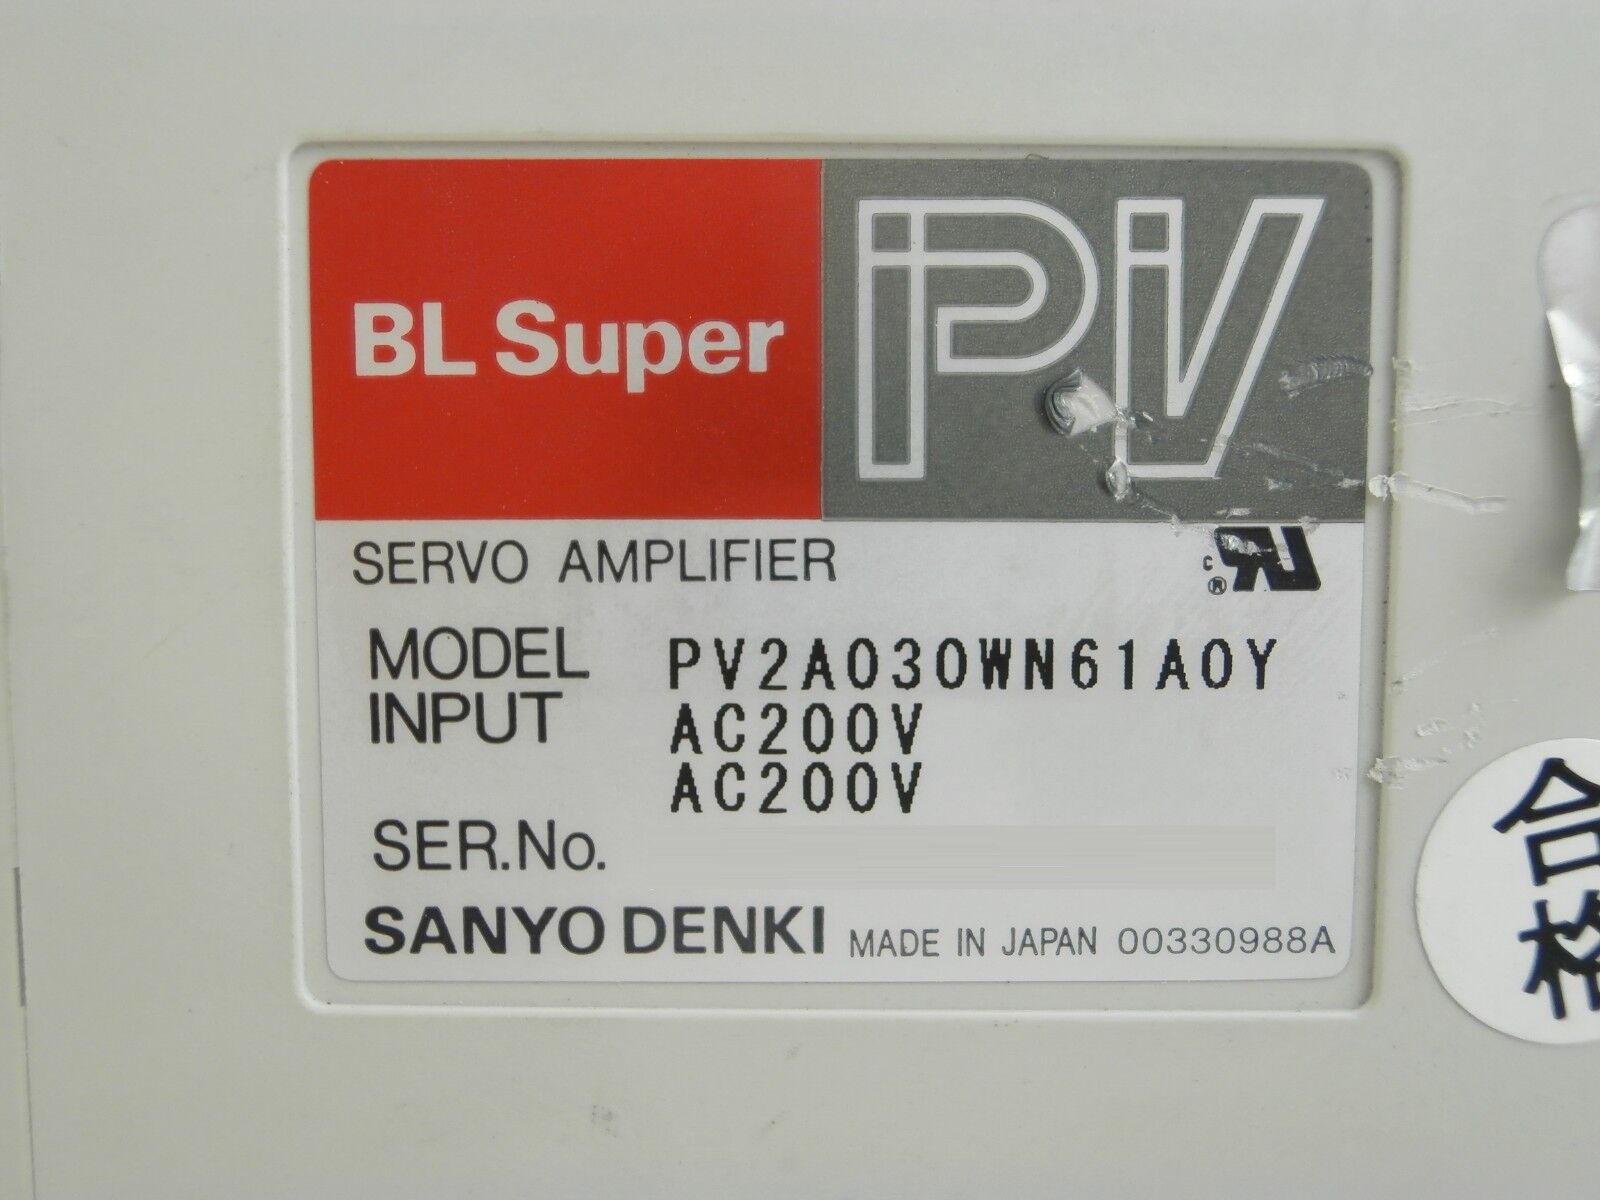 BL Super PV
SERVO AMPLIFIER
c RU ®
MODEL PV2A030WN61A0Y
INPUT AC200V
AC200V
SER.No.
SANYO DENKI MADE IN JAPAN 00330988A
合格